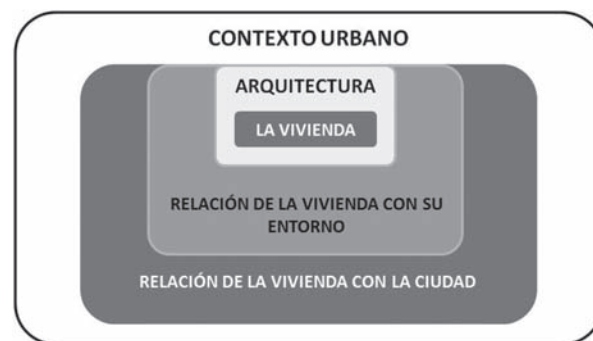 CONTEXTO URBANO
ARQUITECTURA
LA VIVIENDA
RELACIÓN DE LA VIVIENDA CON SU
ENTORNO
RELACIÓN DE LA VIVIENDA CON LA CIUDAD